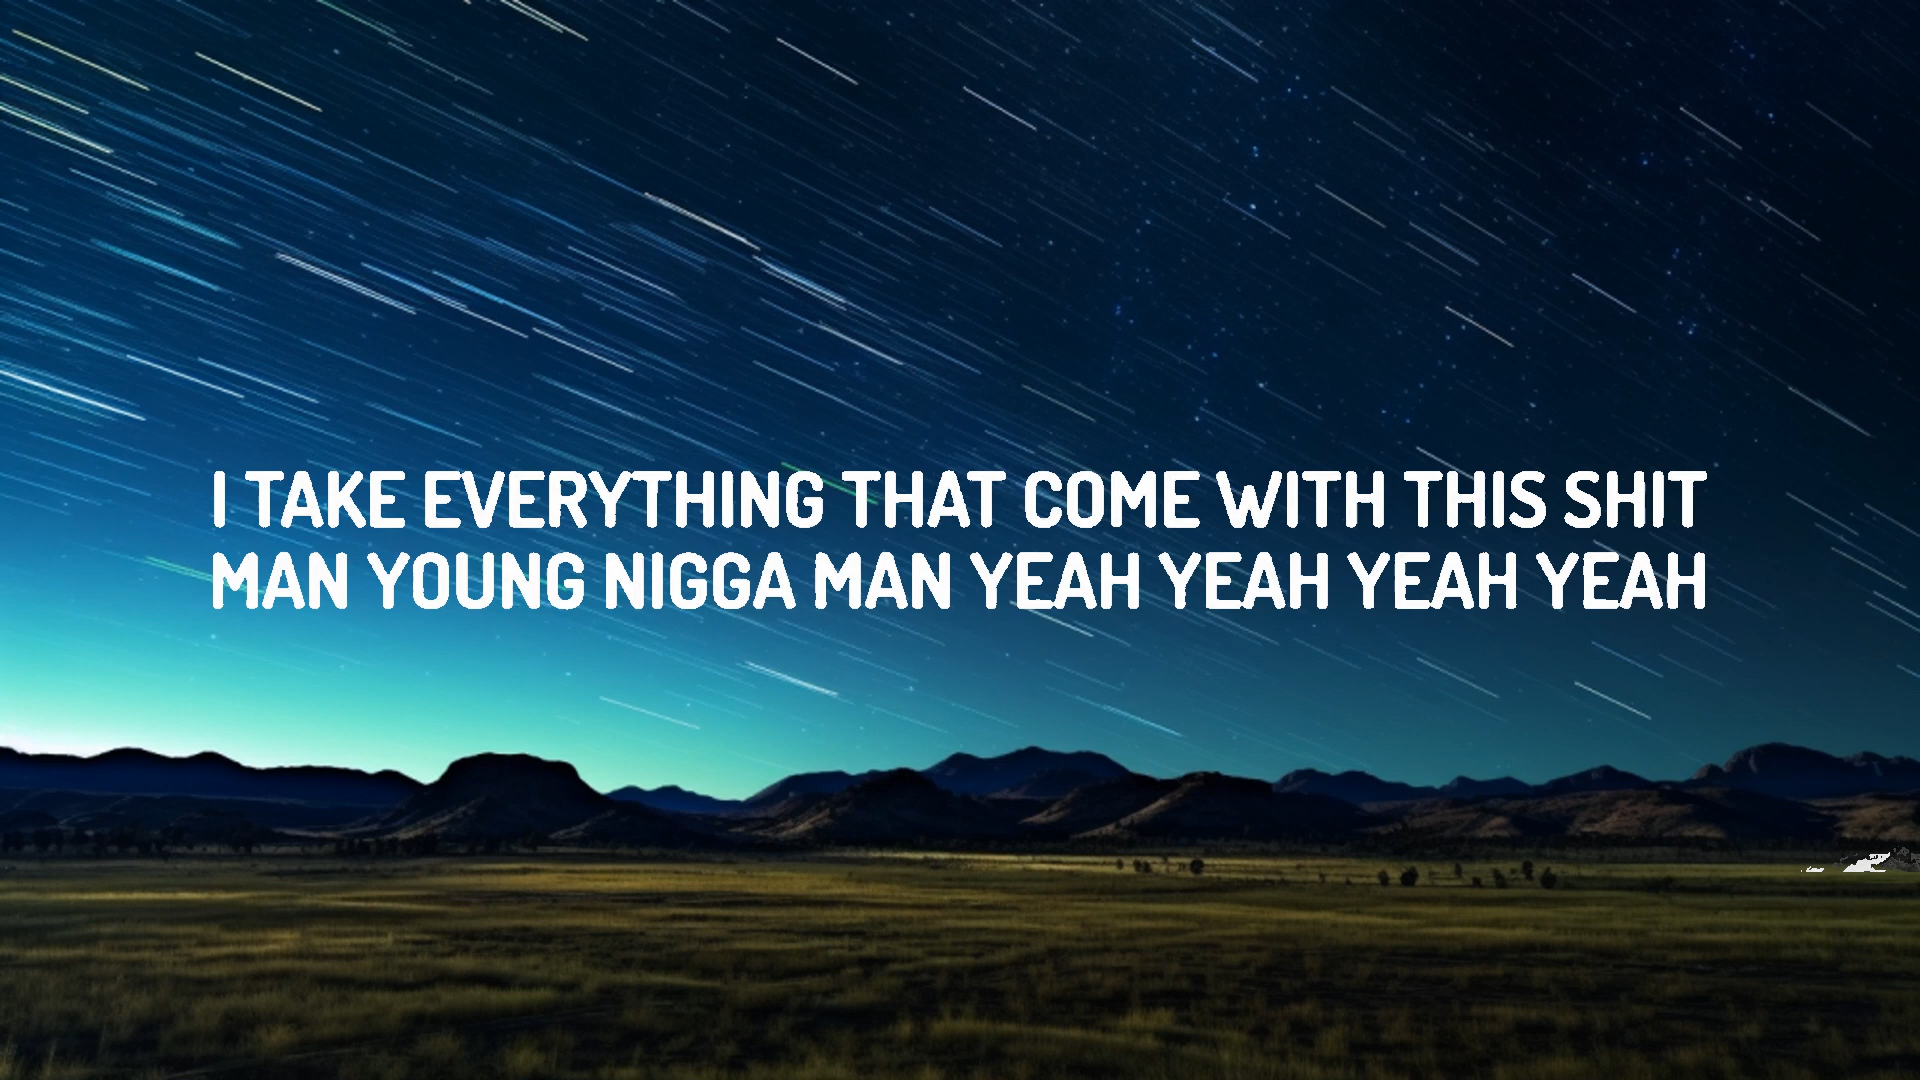 I TAKE EVERYTHING THAT COME WITH THIS SHIT
MAN YOUNG NIGGA MAN YEAH YEAH YEAH YEAH